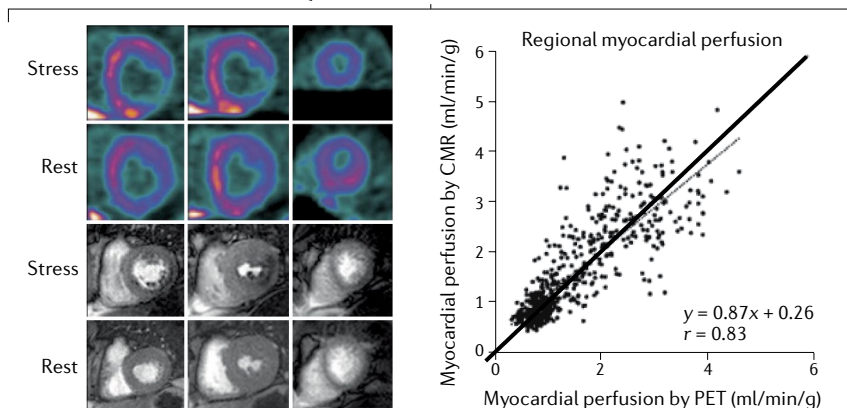 Stress
Rest
Stress
Rest
Regional myocardial perfusion
Myocardial perfusion by CMR (ml/min/g)
6
5
4
3
2
1
0
y = 0.87x + 0.26
r = 0.83
0
2
4
6
Myocardial perfusion by PET (ml/min/g)